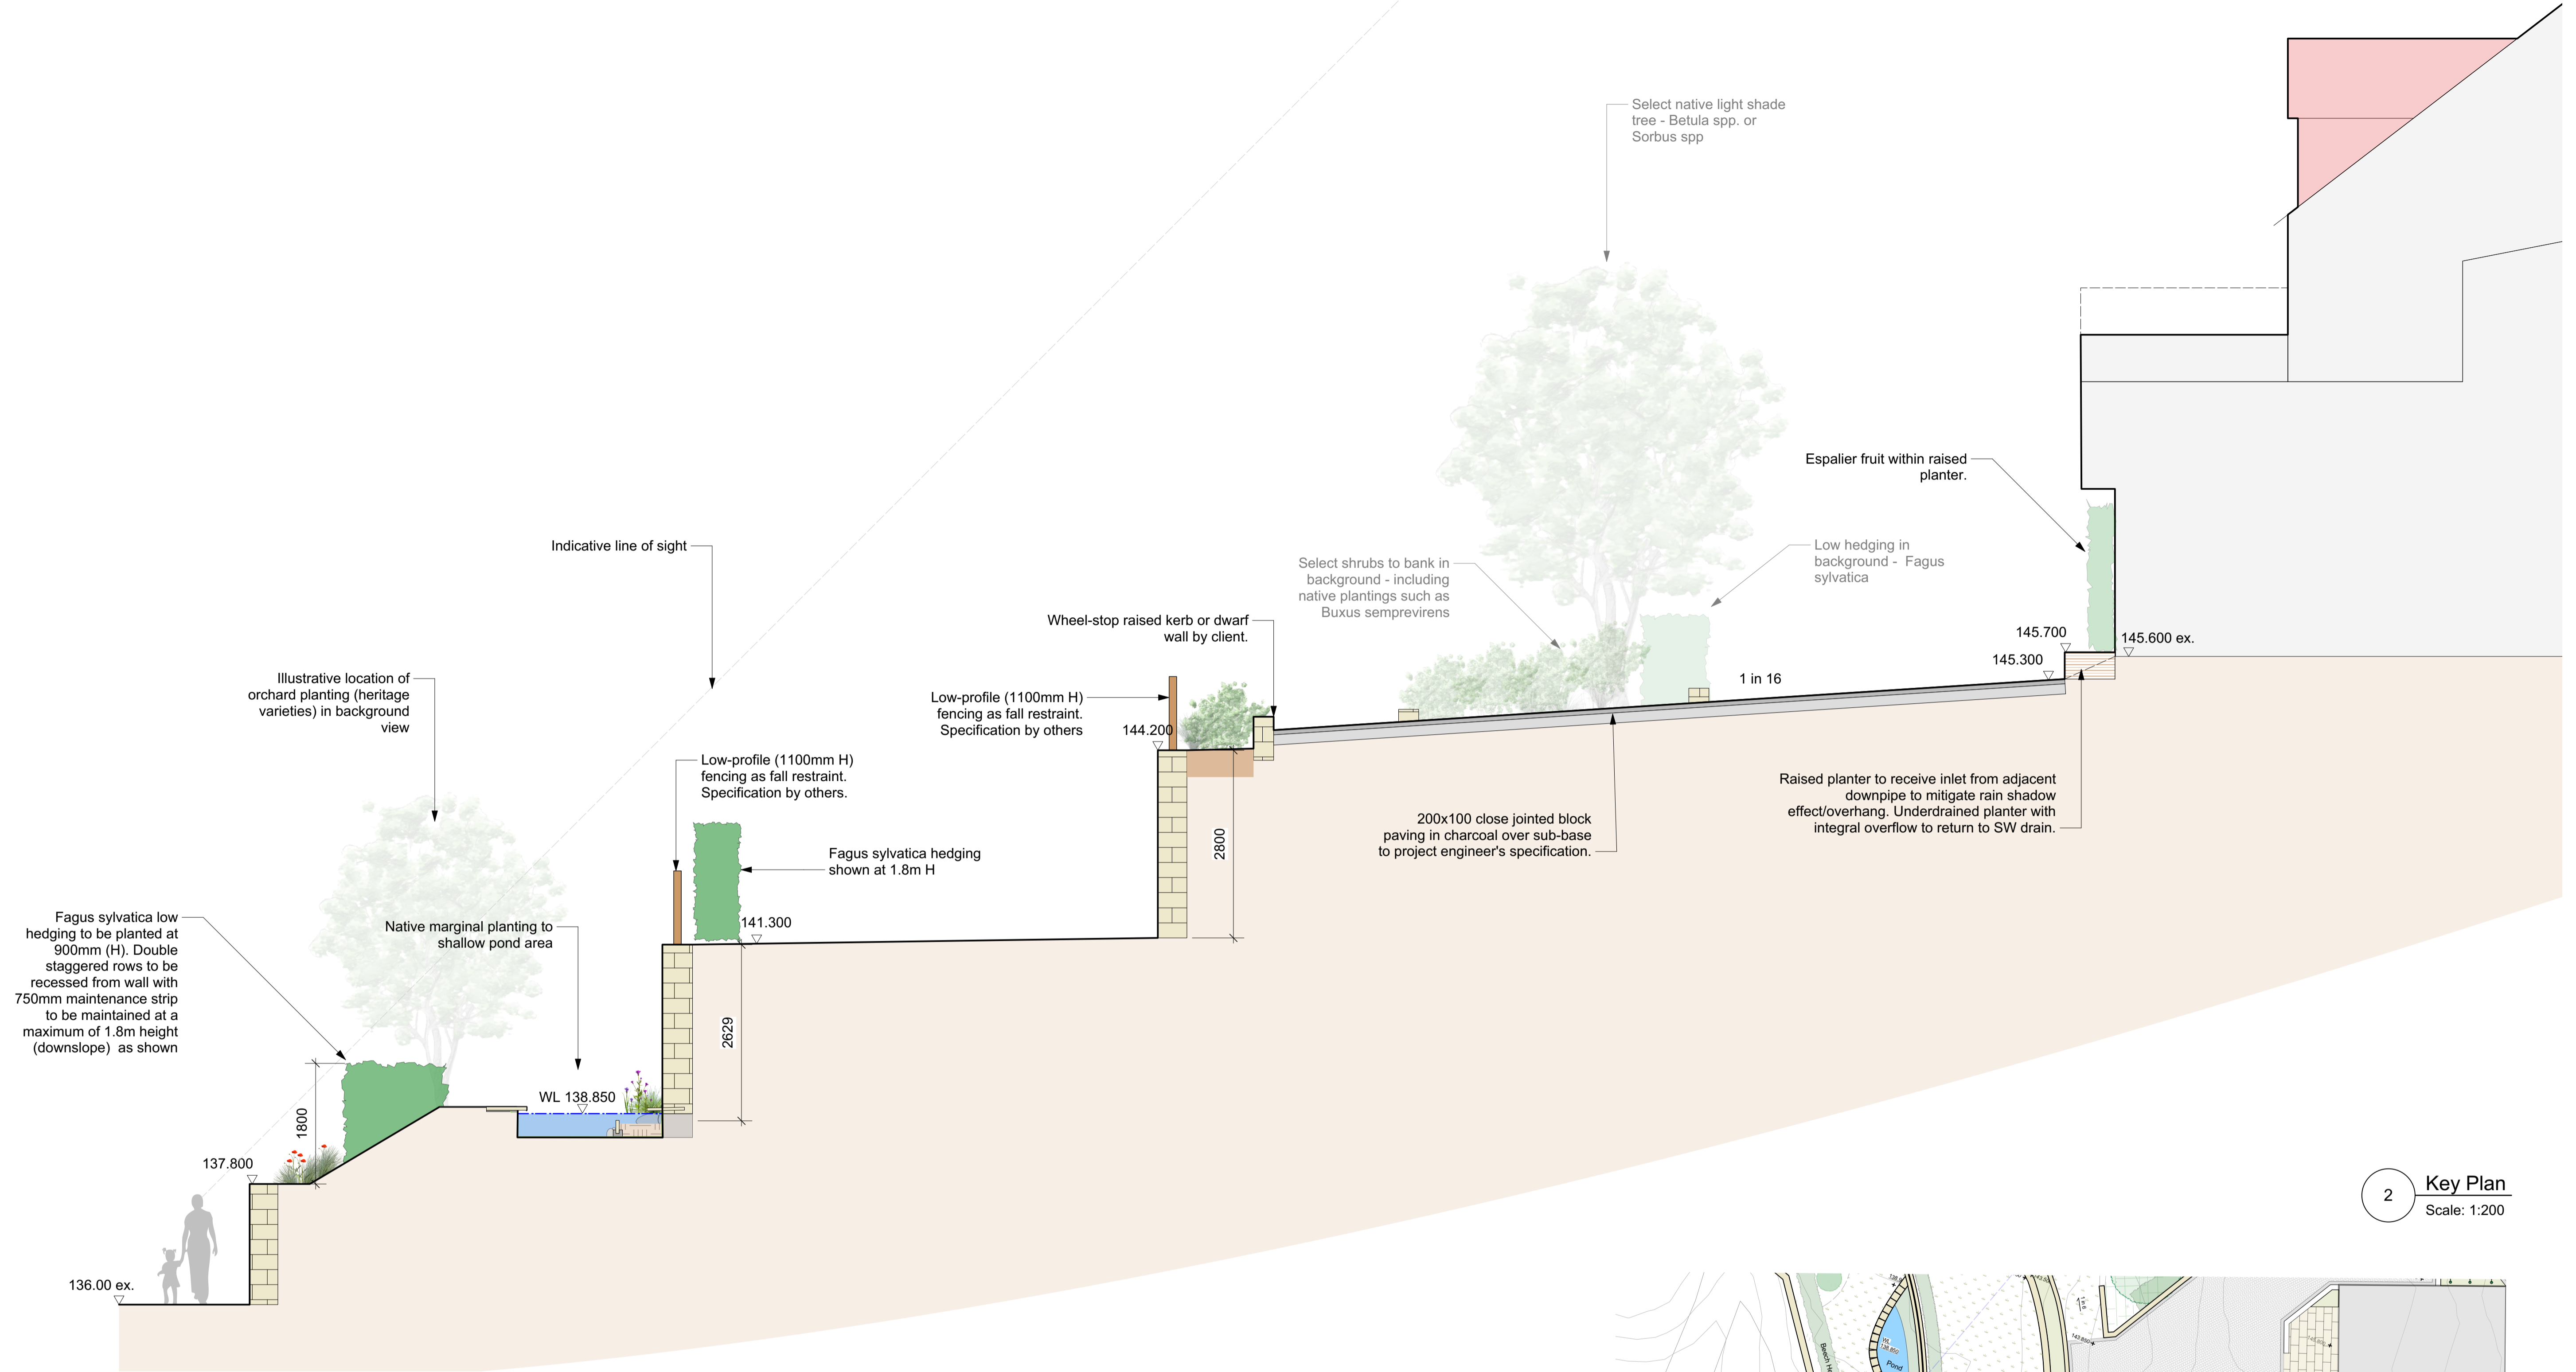 Select native light shade
tree - Betula spp. or
Sorbus spp
Espalier fruit within raised
planter.
Indicative line of sight
Low hedging in
background -  Fagus
sylvatica
Select shrubs to bank in
background - including
native plantings such as
Buxus semprevirens
Wheel-stop raised kerb or dwarf
wall by client.
145.700
145.600 ex.
145.300
1 in 16
Illustrative location of
orchard planting (heritage
varieties) in background
view
Low-profile (1100mm H)
fencing as fall restraint.
Specification by others
144.200
Low-profile (1100mm H)
fencing as fall restraint.
Specification by others.
Raised planter to receive inlet from adjacent
downpipe to mitigate rain shadow
effect/overhang. Underdrained planter with
integral overflow to return to SW drain.
200x100 close jointed block
paving in charcoal over sub-base
to project engineer's specification.
2800
Fagus sylvatica hedging
shown at 1.8m H
141.300
Fagus sylvatica low
hedging to be planted at
900mm (H). Double
staggered rows to be
recessed from wall with
750mm maintenance strip
to be maintained at a
maximum of 1.8m height
(downslope)  as shown
Native marginal planting to
shallow pond area
2629
WL 138.850
1800
137.800
136.00 ex.
2
Key Plan
Scale: 1:200
WL
138.850
Pond
143.850